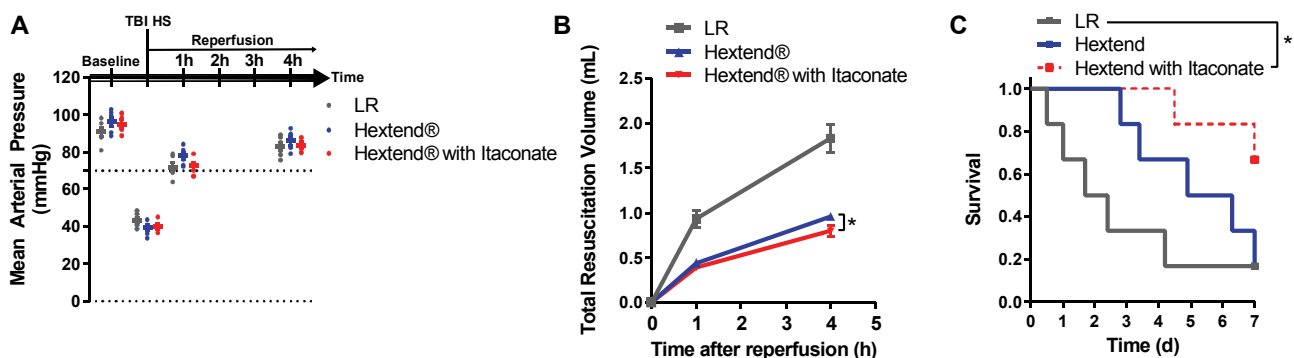 A
TBI HS
Reperfusion
Baseline
1h
2h
3h
4h
Time
Mean Arterial Pressure
(mmHg)
120
100
80
60
40
20
0
LR
Hextend®
Hextend® with Itaconate
B
LR
Hextend®
Hextend® with Itaconate
Total Resuscitation Volume (mL)
2.5
2.0
1.5
1.0
0.5
0.0
*
0
1
2
3
4
5
Time after reperfusion (h)
C
LR
Hextend
Hextend with Itaconate
*
Survival
1.0
0.8
0.6
0.4
0.2
0
1
2
3
4
5
6
7
Time (d)